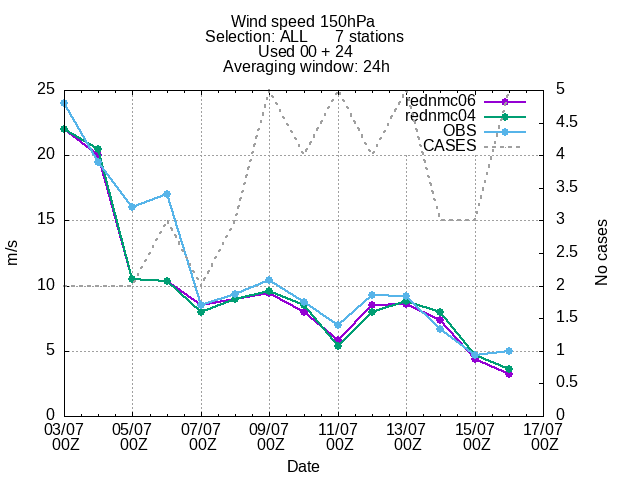 Wind speed 150hPa
Selection: ALL 7 stations
Used 00 + 24
Averaging window: 24h
25 5
rednmc06
4.5
rednmc04
OBS
CASES
20 4
3.5
15 3
m/s
No cases
2.5
10 2
1.5
5 1
0.5
0 0
03/07 05/07 07/07 09/07 11/07 13/07 15/07 17/07
00Z 00Z 00Z 00Z 00Z 00Z 00Z 00Z
Date